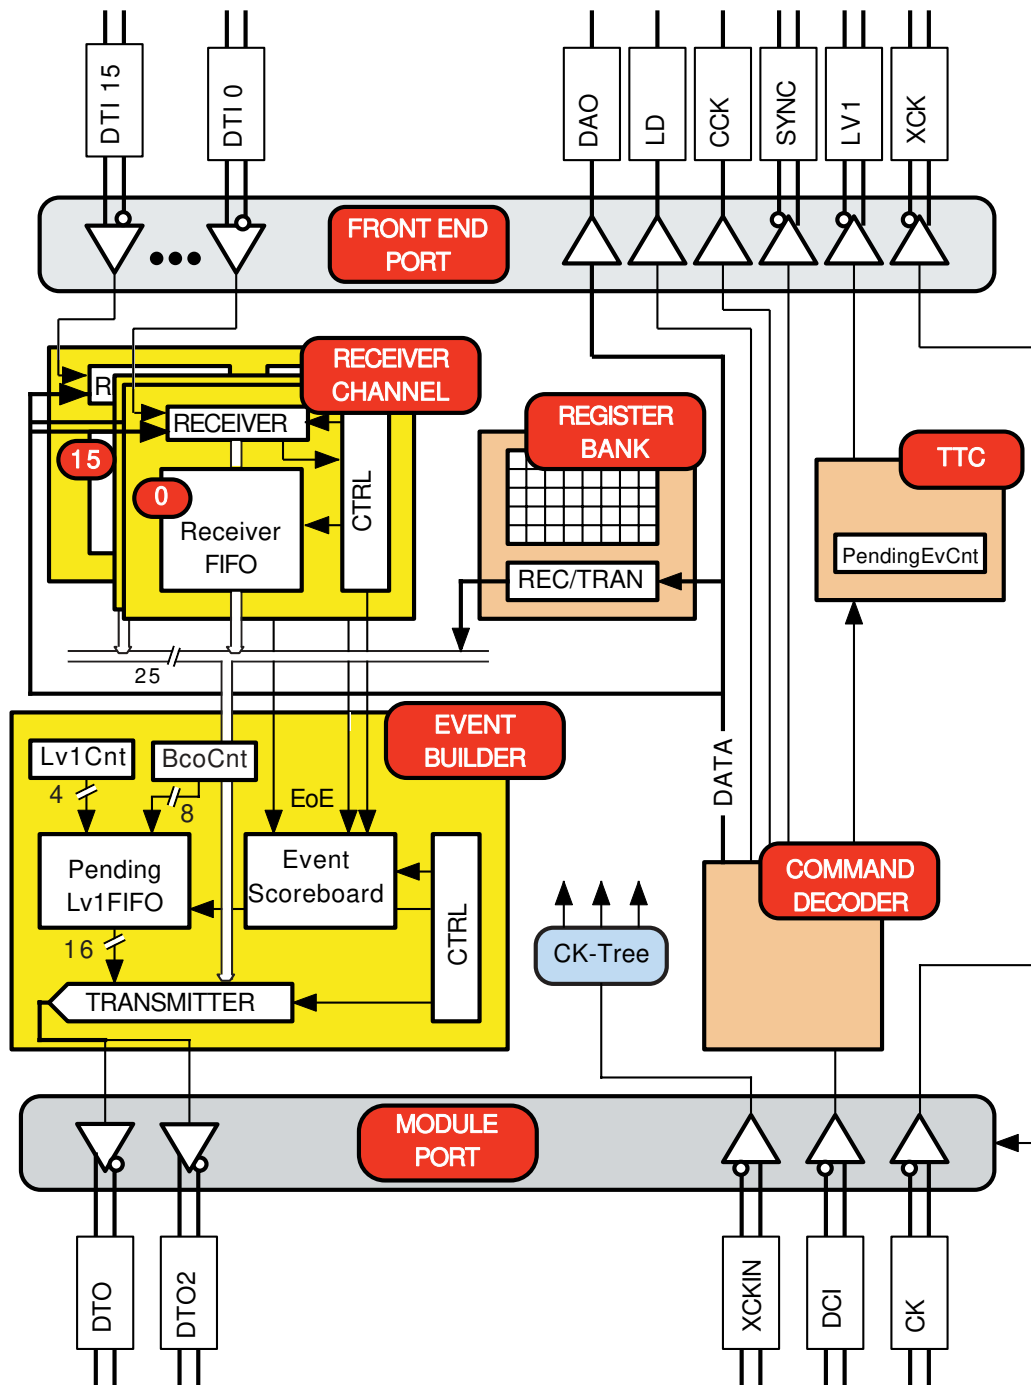 DTI 15
DTI 0
DAO
LD
CCK
SYNC
LV1
XCK
FRONT END
PORT
RECEIVER
CHANNEL
R
RECEIVER
15
0
Receiver
FIFO
CTRL
REGISTER
BANK
REC/TRAN
TTC
PendingEvCnt
25
EVENT
BUILDER
Lv1Cnt
BcoCnt
4
8
EoE
DATA
Pending
Lv1FIFO
Event
Scoreboard
CTRL
16
TRANSMITTER
CK-Tree
COMMAND
DECODER
MODULE
PORT
DTO
DTO2
XCKIN
DCI
CK